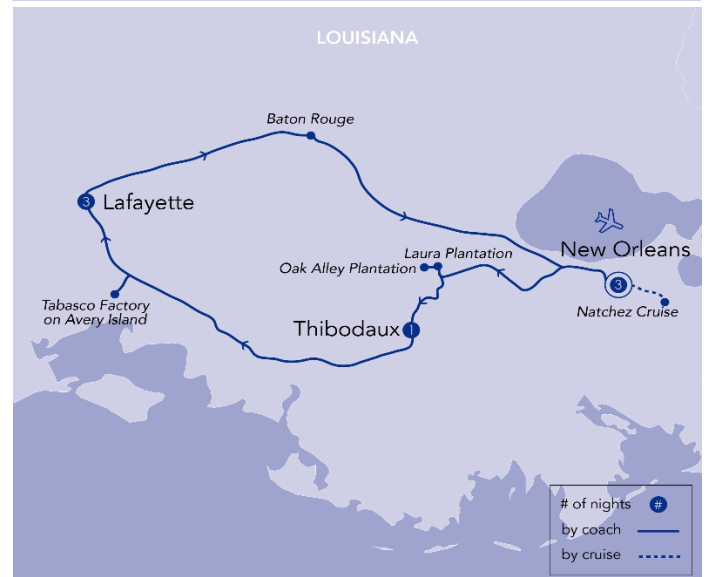 LOUISIANA
Baton Rouge
3
Lafayette
New Orleans
Laura Plantation
Oak Alley Plantation
3
Natchez Cruise
Tabasco Factory
on Avery Island
Thibodaux
1
# of nights #
by coach
by cruise